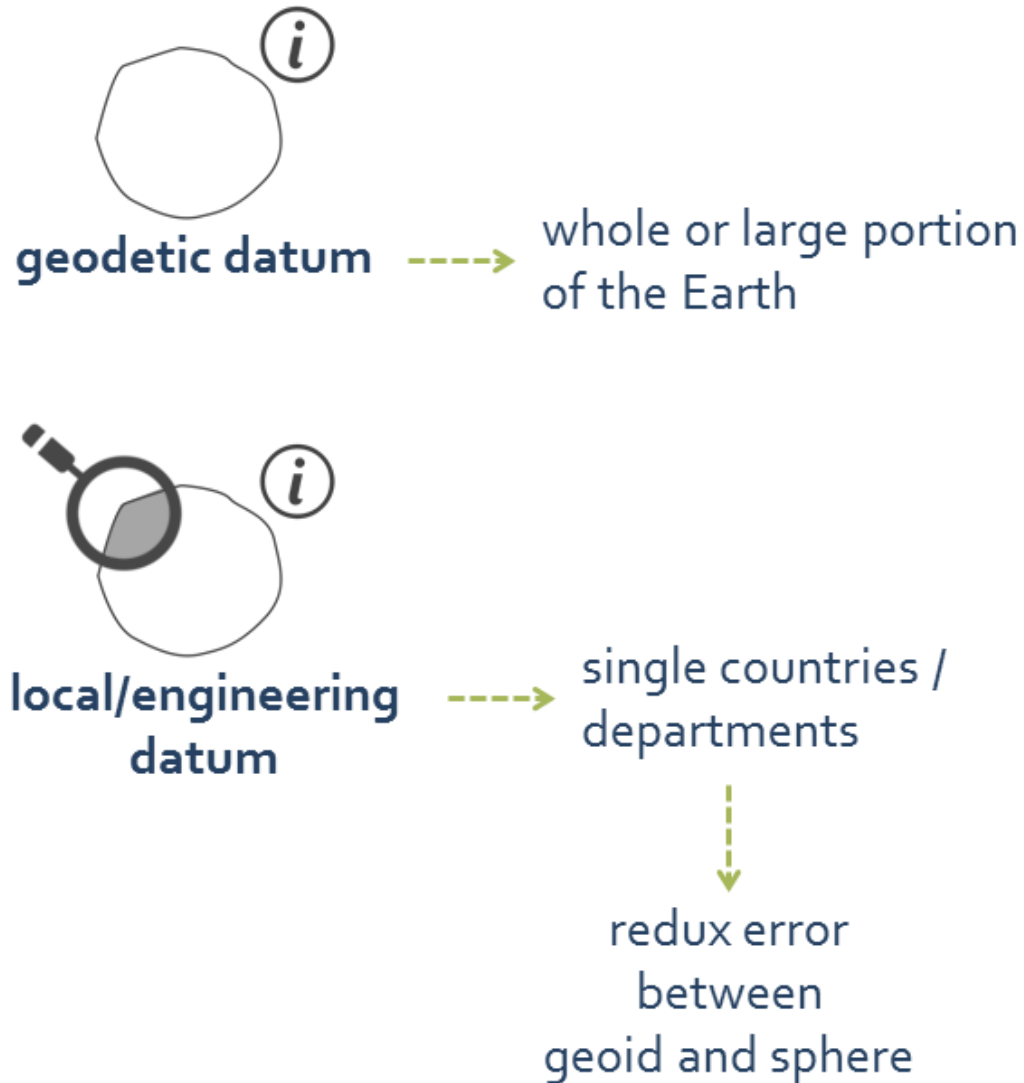 i
geodetic datum
whole or large portion
of the Earth
i
local/engineering
datum
single countries /
departments
redux error
between
geoid and sphere